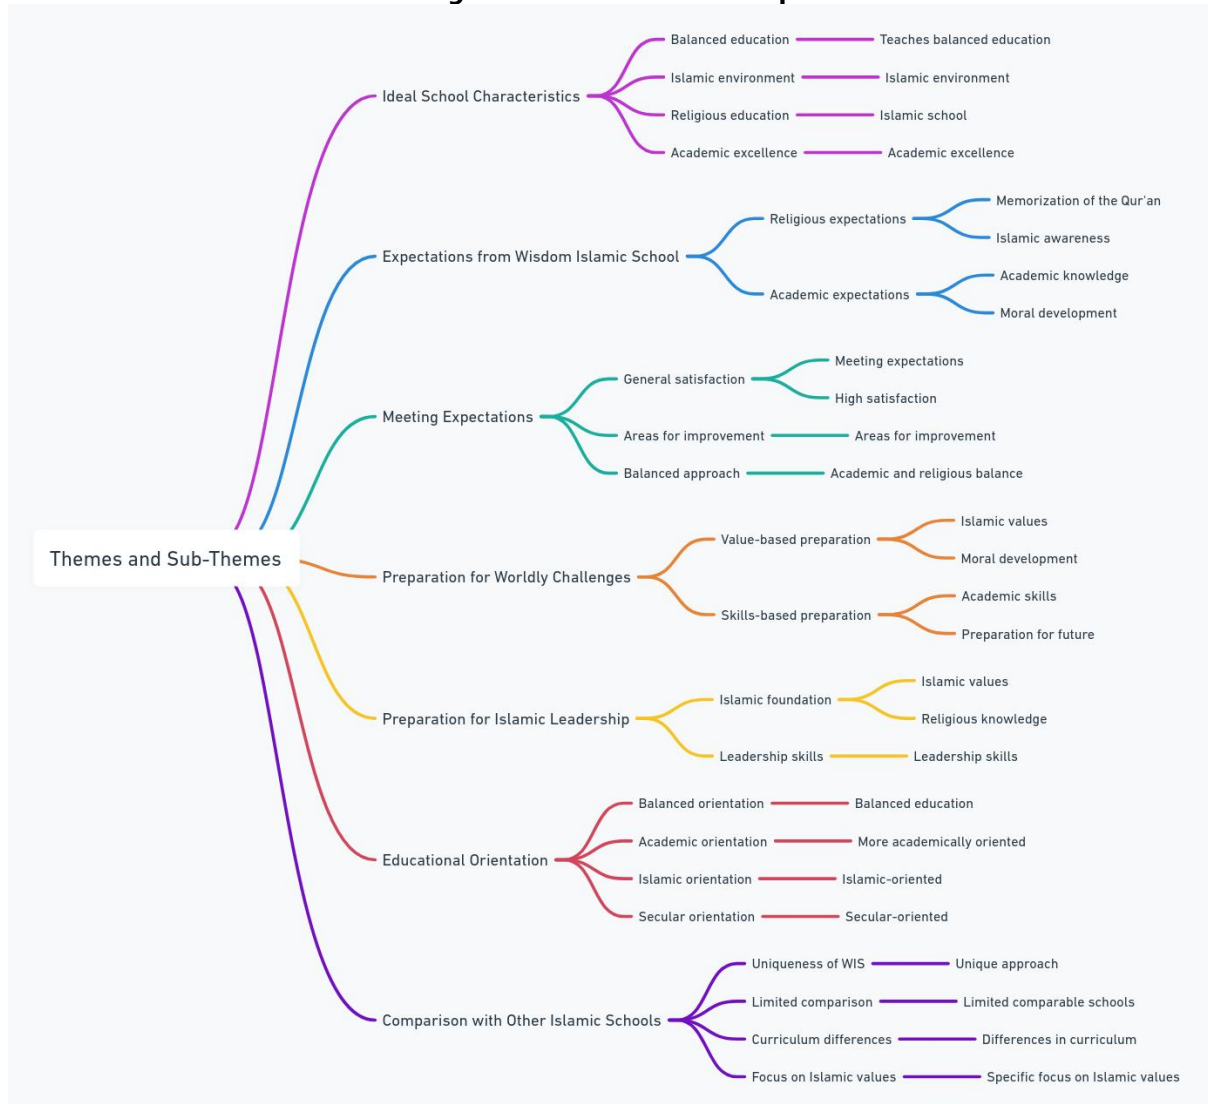 Themes and Sub-Themes
Ideal School Characteristics
Balanced education
Teaches balanced education
Islamic environment
Islamic environment
Religious education
Islamic school
Academic excellence
Academic excellence
Expectations from Wisdom Islamic School
Religious expectations
Memorization of the Qur'an
Islamic awareness
Academic expectations
Academic knowledge
Moral development
Meeting Expectations
General satisfaction
Meeting expectations
High satisfaction
Areas for improvement
Areas for improvement
Balanced approach
Academic and religious balance
Preparation for Worldly Challenges
Value-based preparation
Islamic values
Moral development
Skills-based preparation
Academic skills
Preparation for future
Preparation for Islamic Leadership
Islamic foundation
Islamic values
Religious knowledge
Leadership skills
Leadership skills
Educational Orientation
Balanced orientation
Balanced education
Academic orientation
More academically oriented
Islamic orientation
Islamic-oriented
Secular orientation
Secular-oriented
Comparison with Other Islamic Schools
Uniqueness of WIS
Unique approach
Limited comparison
Limited comparable schools
Curriculum differences
Differences in curriculum
Focus on Islamic values
Specific focus on Islamic values